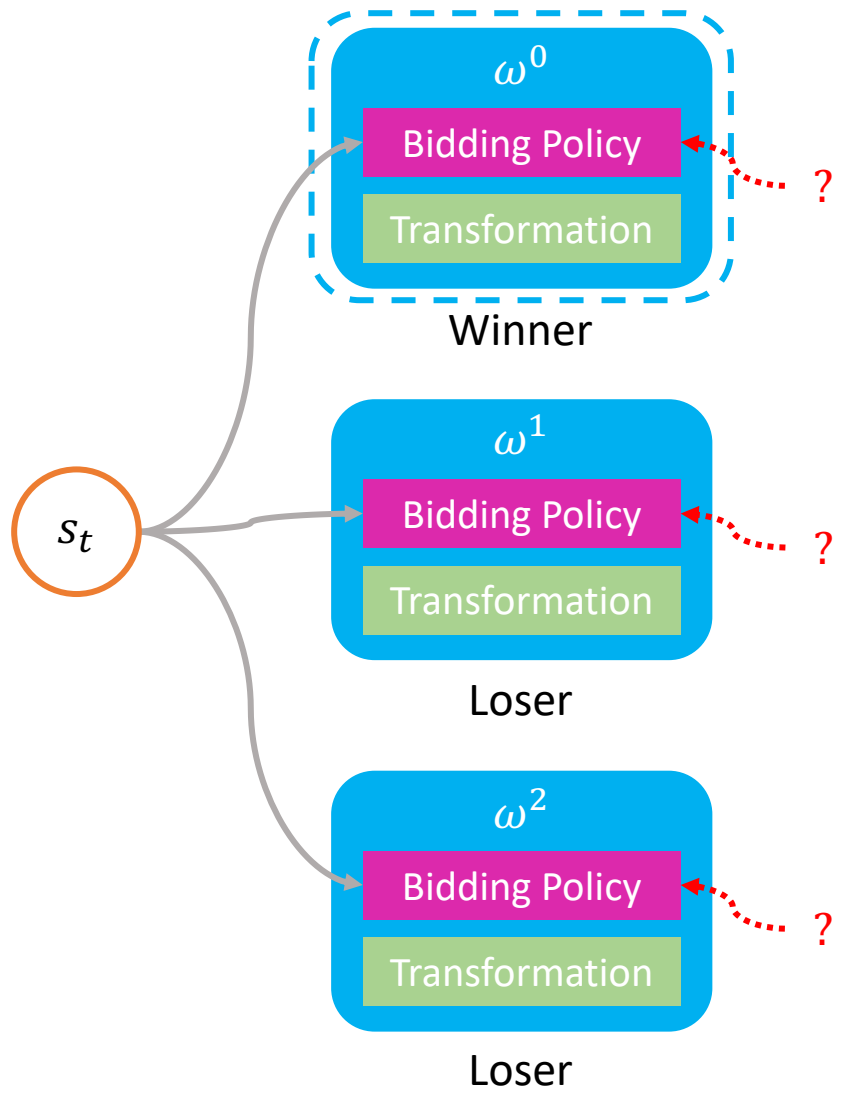 ω⁰
Bidding Policy
?
Transformation
Winner
ω¹
Bidding Policy
s_t
?
Transformation
Loser
ω²
Bidding Policy
?
Transformation
Loser